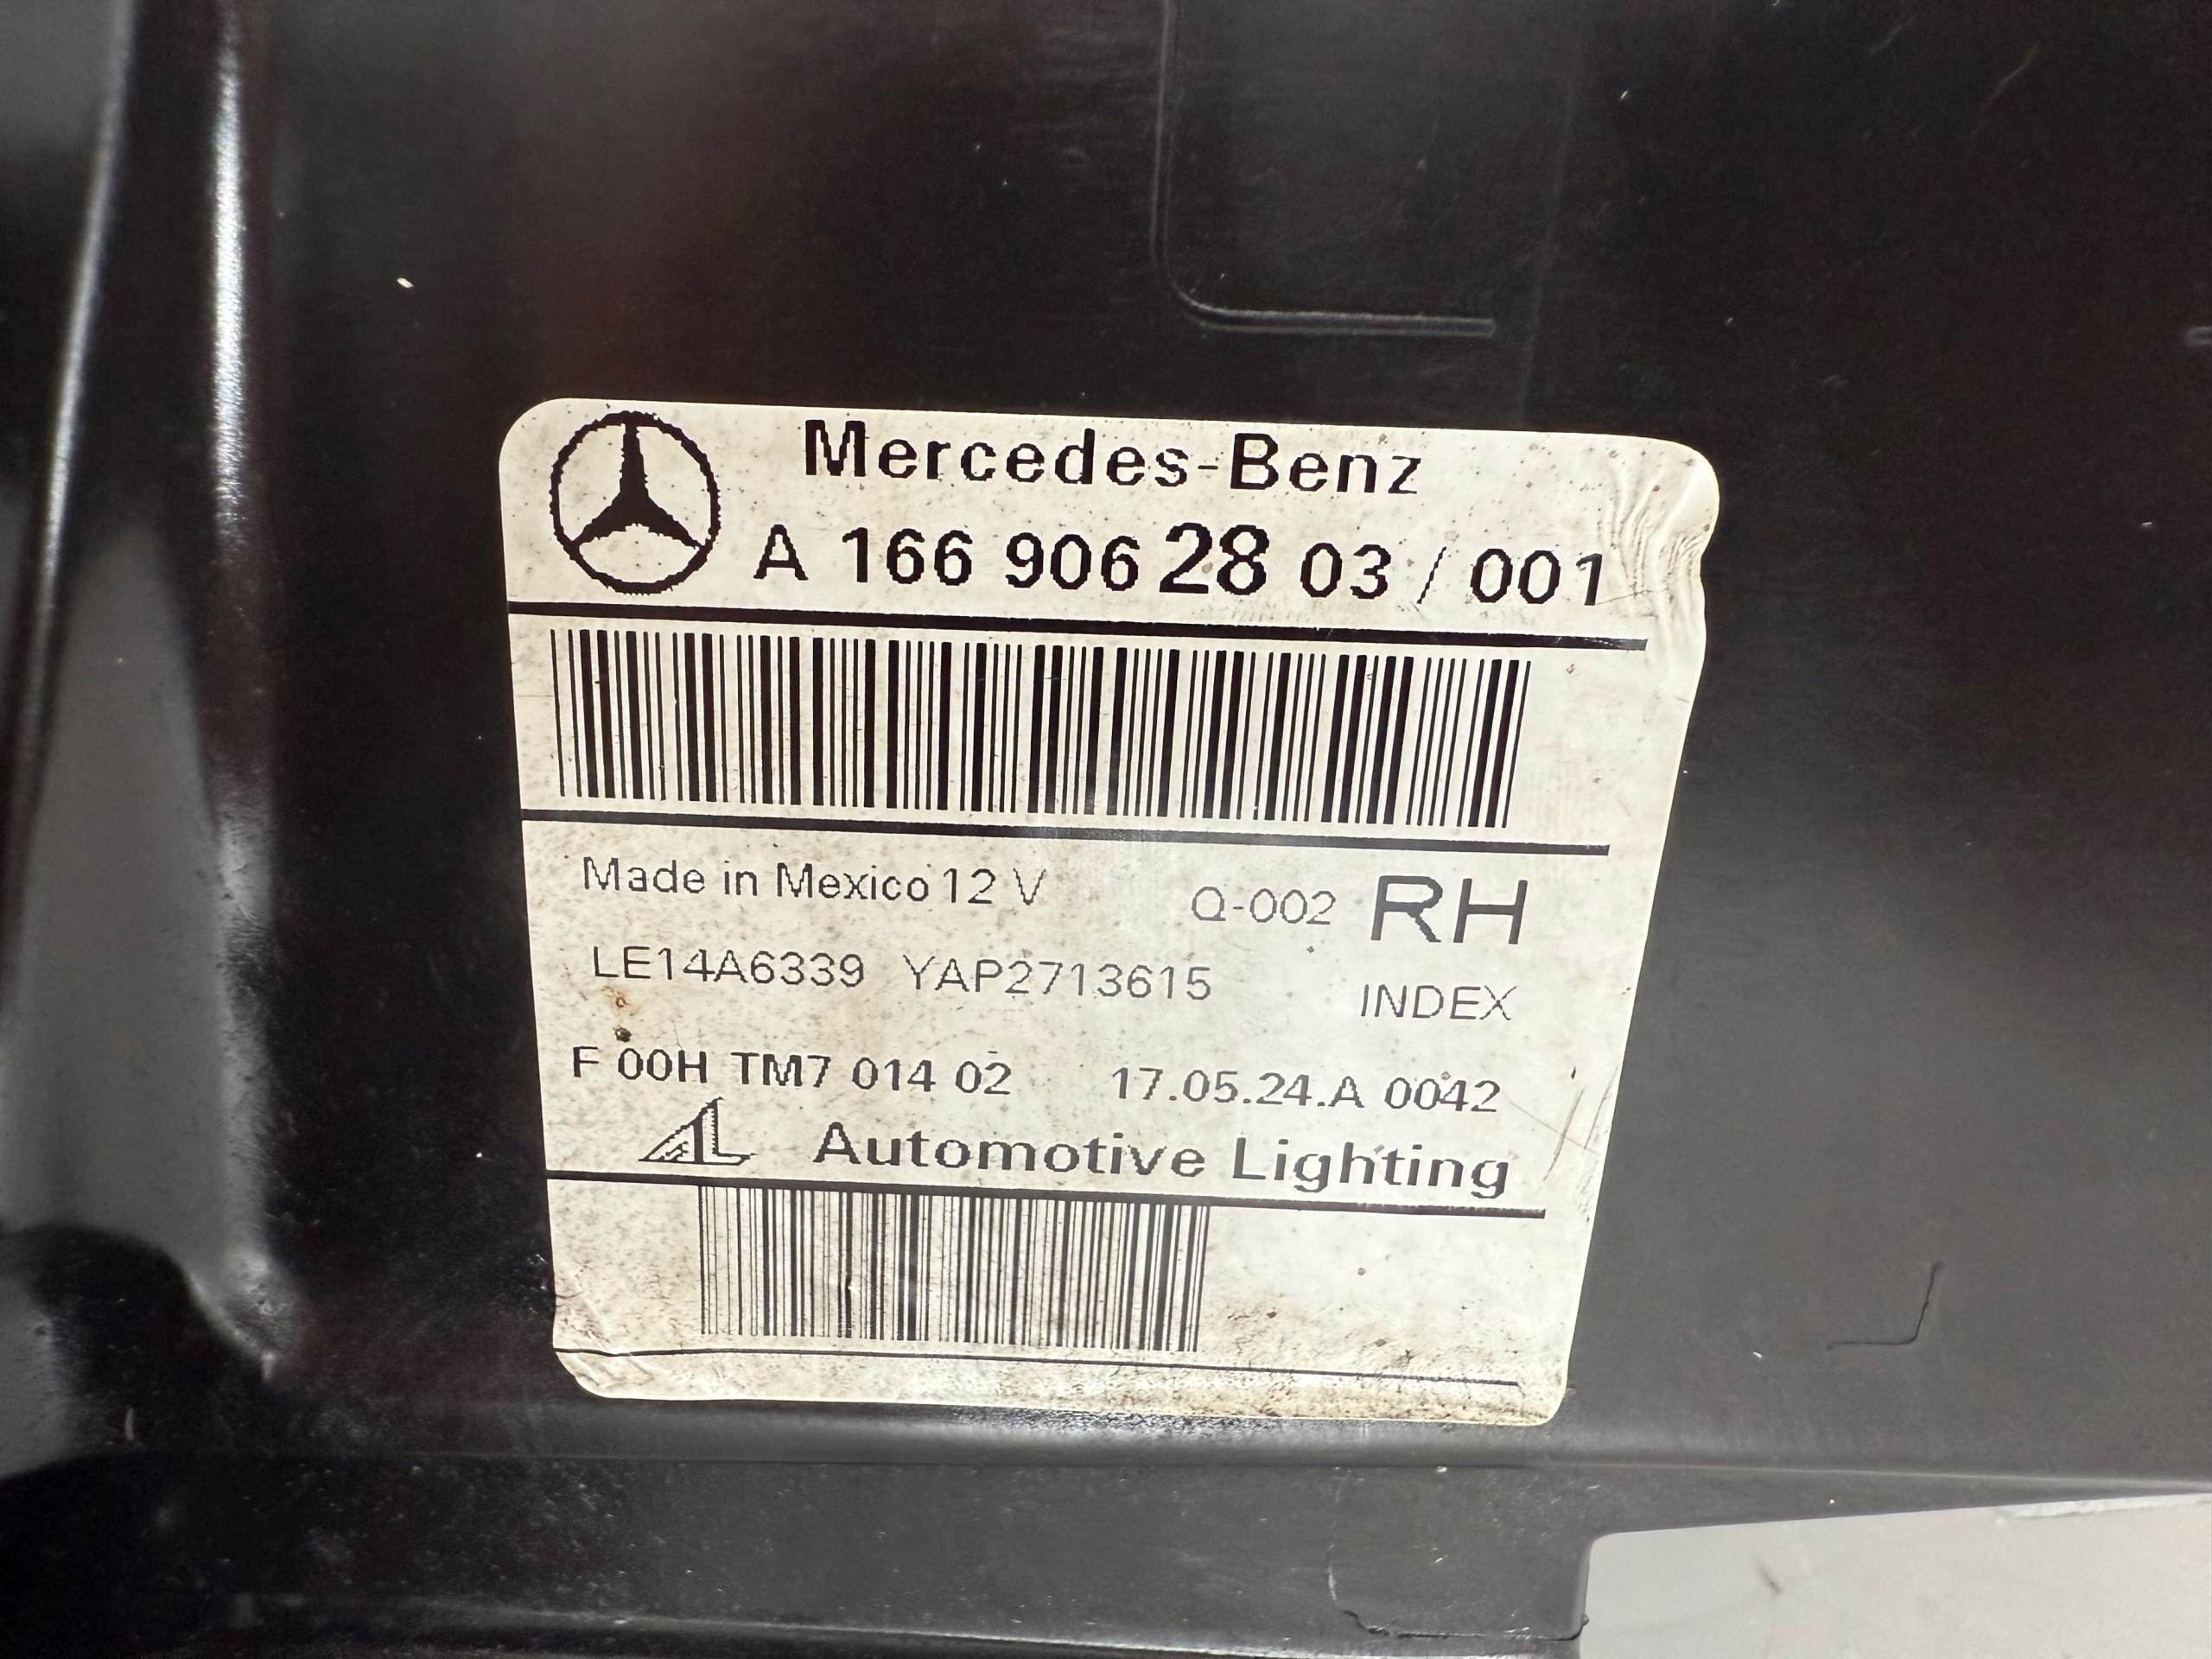 Mercedes-Benz
A 166 906 28 03 / 001
Made in Mexico 12 V Q-002 RH
LE14A6339 YAP2713615 INDEX
F 00H TM7 014 02 17.05.24.A 0042
AL Automotive Lighting